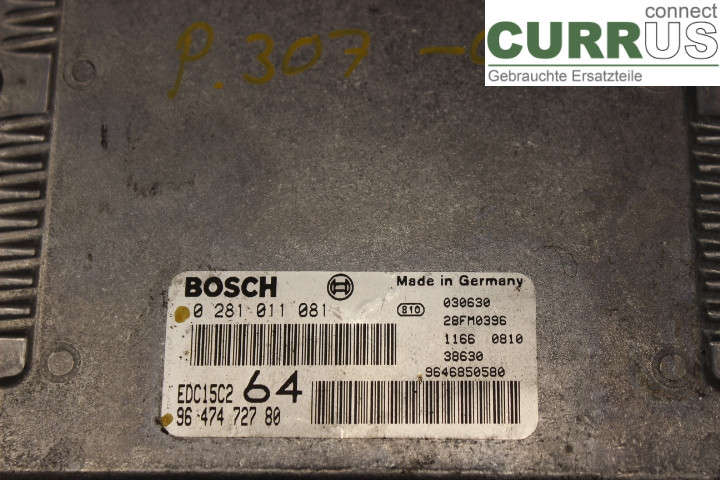 connect
CURRUS
Gebrauchte Ersatzteile
P.307
BOSCH
Made in Germany
0 281 011 081
810
030630
28FM0396
1166 0810
38630
9646850580
EDC15C2 64
96 474 727 80